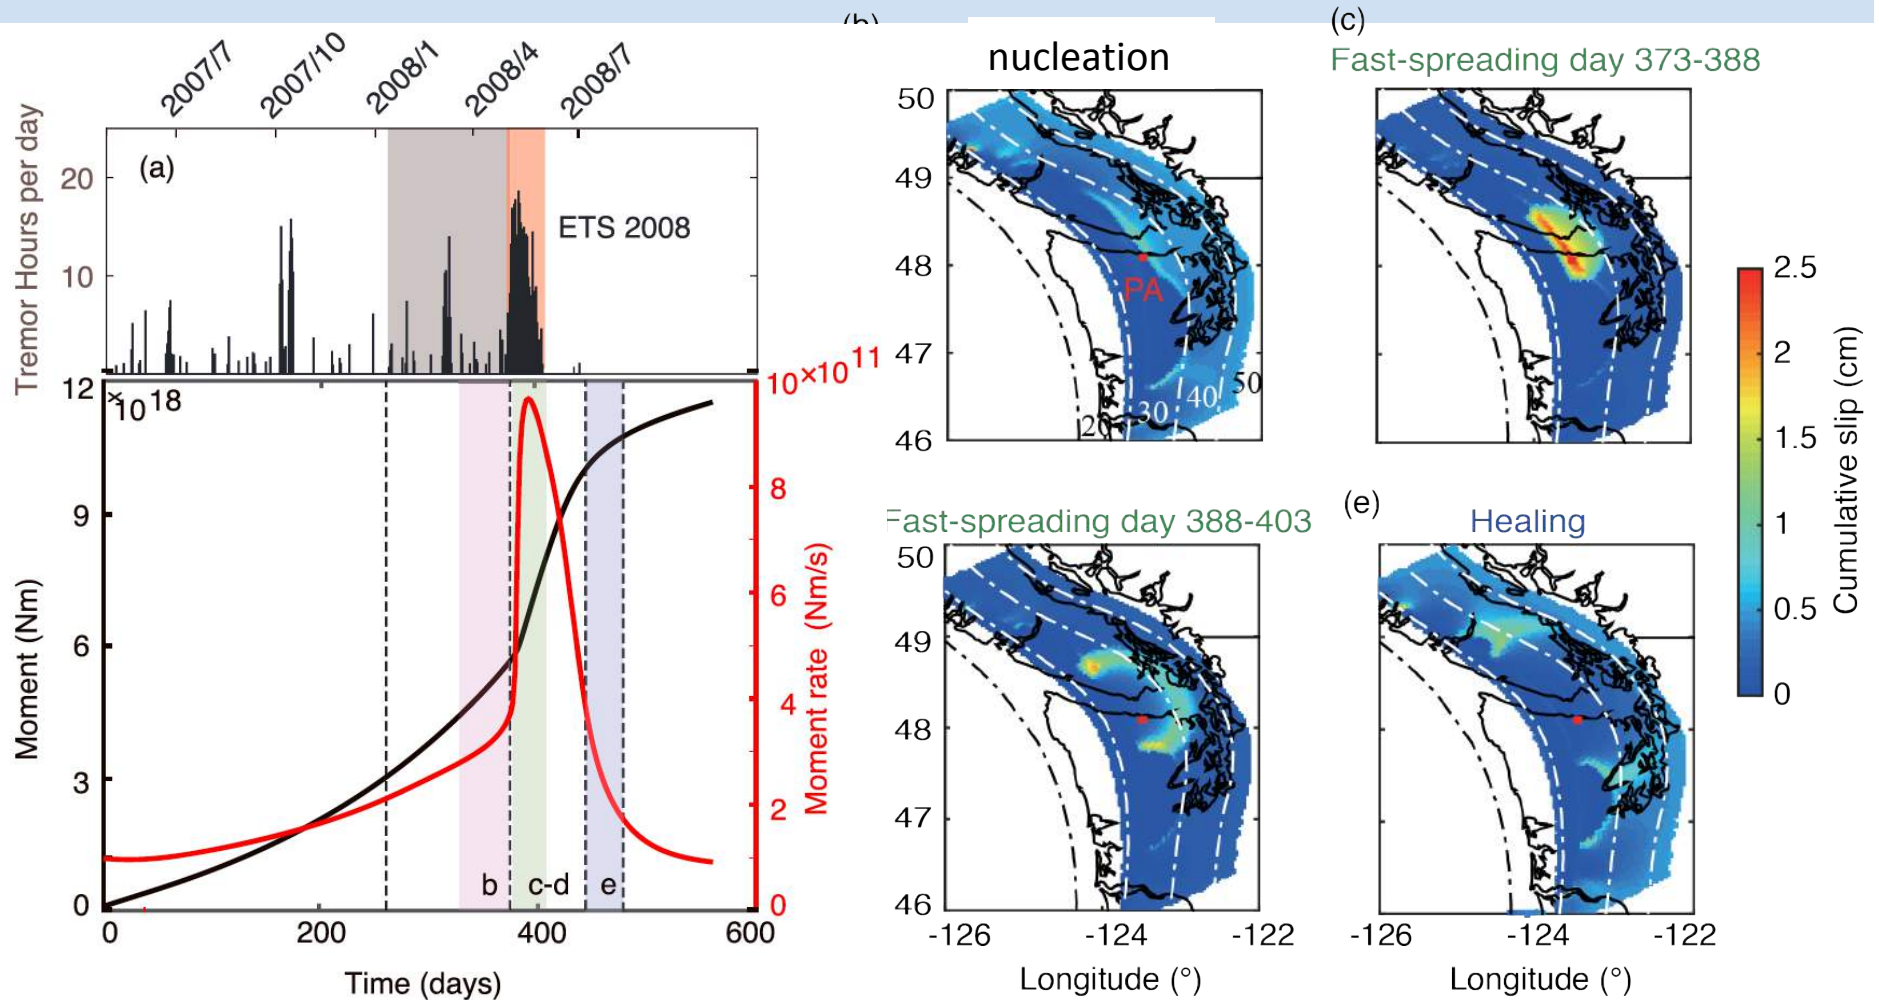 2007/7
2007/10
2008/1
2008/4
2008/7
Tremor Hours per day
20
10
(a)
ETS 2008
12
9
6
3
0
×10 18
Moment (Nm)
10×10 11
8
6
4
2
0
Moment rate (Nm/s)
b
c-d
e
0
200
400
600
Time (days)
(b)
nucleation
50
49
48
47
46
PA
20
30
40
50
(c)
Fast-spreading day 373-388
2.5
2
1.5
1
0.5
0
Cumulative slip (cm)
Fast-spreading day 388-403
50
49
48
47
46
-126
-124
-122
Longitude (°)
(e)
Healing
-126
-124
-122
Longitude (°)